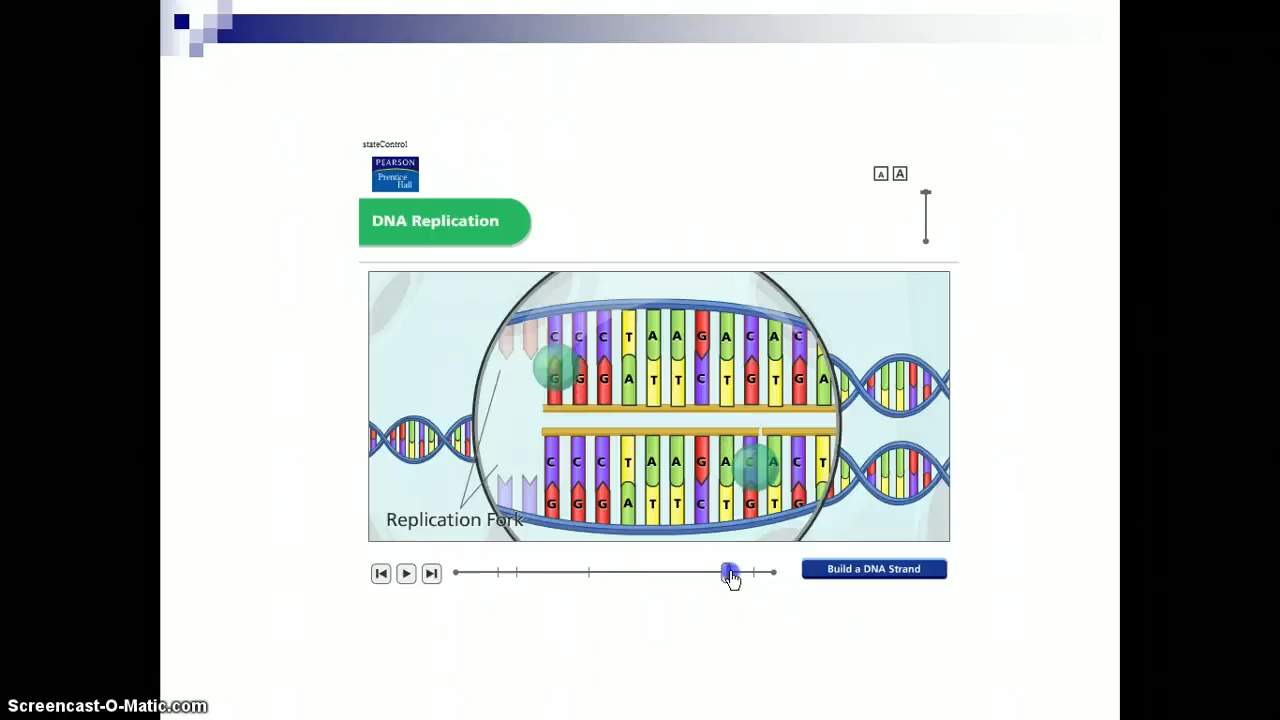 stateControl
PEARSON
Prentice
Hall
A A
DNA Replication
C C C T A A G A C A C
G G G A T T C T G T G A
C C C T A A G A C A C T
G G G A T T C T G T G
Replication Fork
Build a DNA Strand
Screencast-O-Matic.com